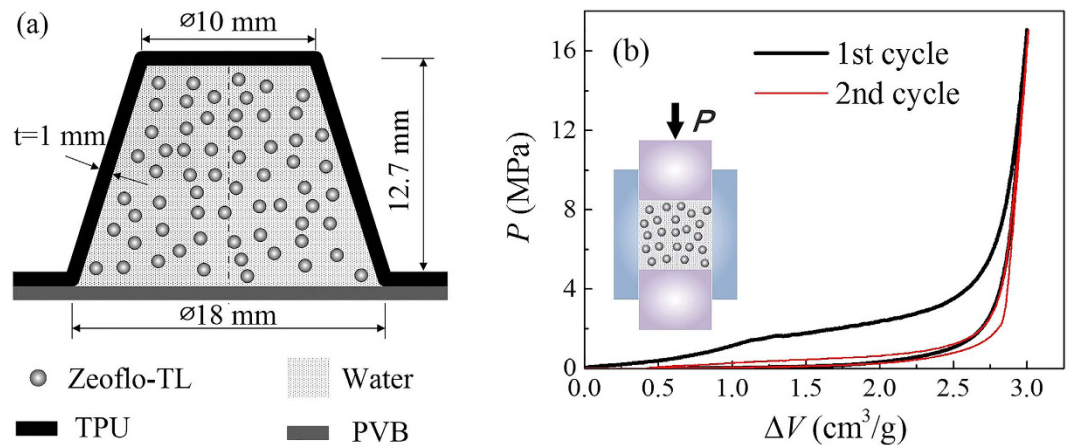 (a)
⌀10 mm
t=1 mm
12.7 mm
⌀18 mm
Zeoflo-TL
Water
TPU
PVB
(b)
1st cycle
2nd cycle
P
P (MPa)
16
12
8
4
0
0.0 0.5 1.0 1.5 2.0 2.5 3.0
ΔV (cm³/g)